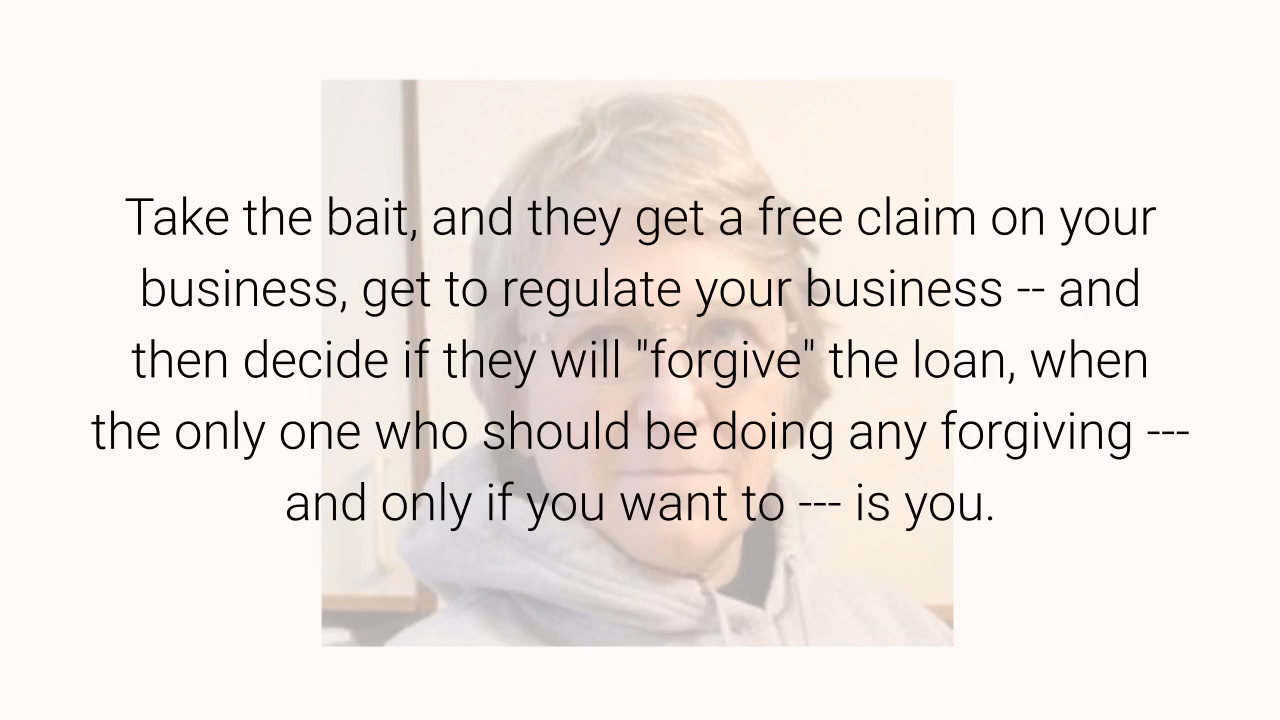 Take the bait, and they get a free claim on your
business, get to regulate your business -- and
then decide if they will "forgive" the loan, when
the only one who should be doing any forgiving ---
and only if you want to --- is you.